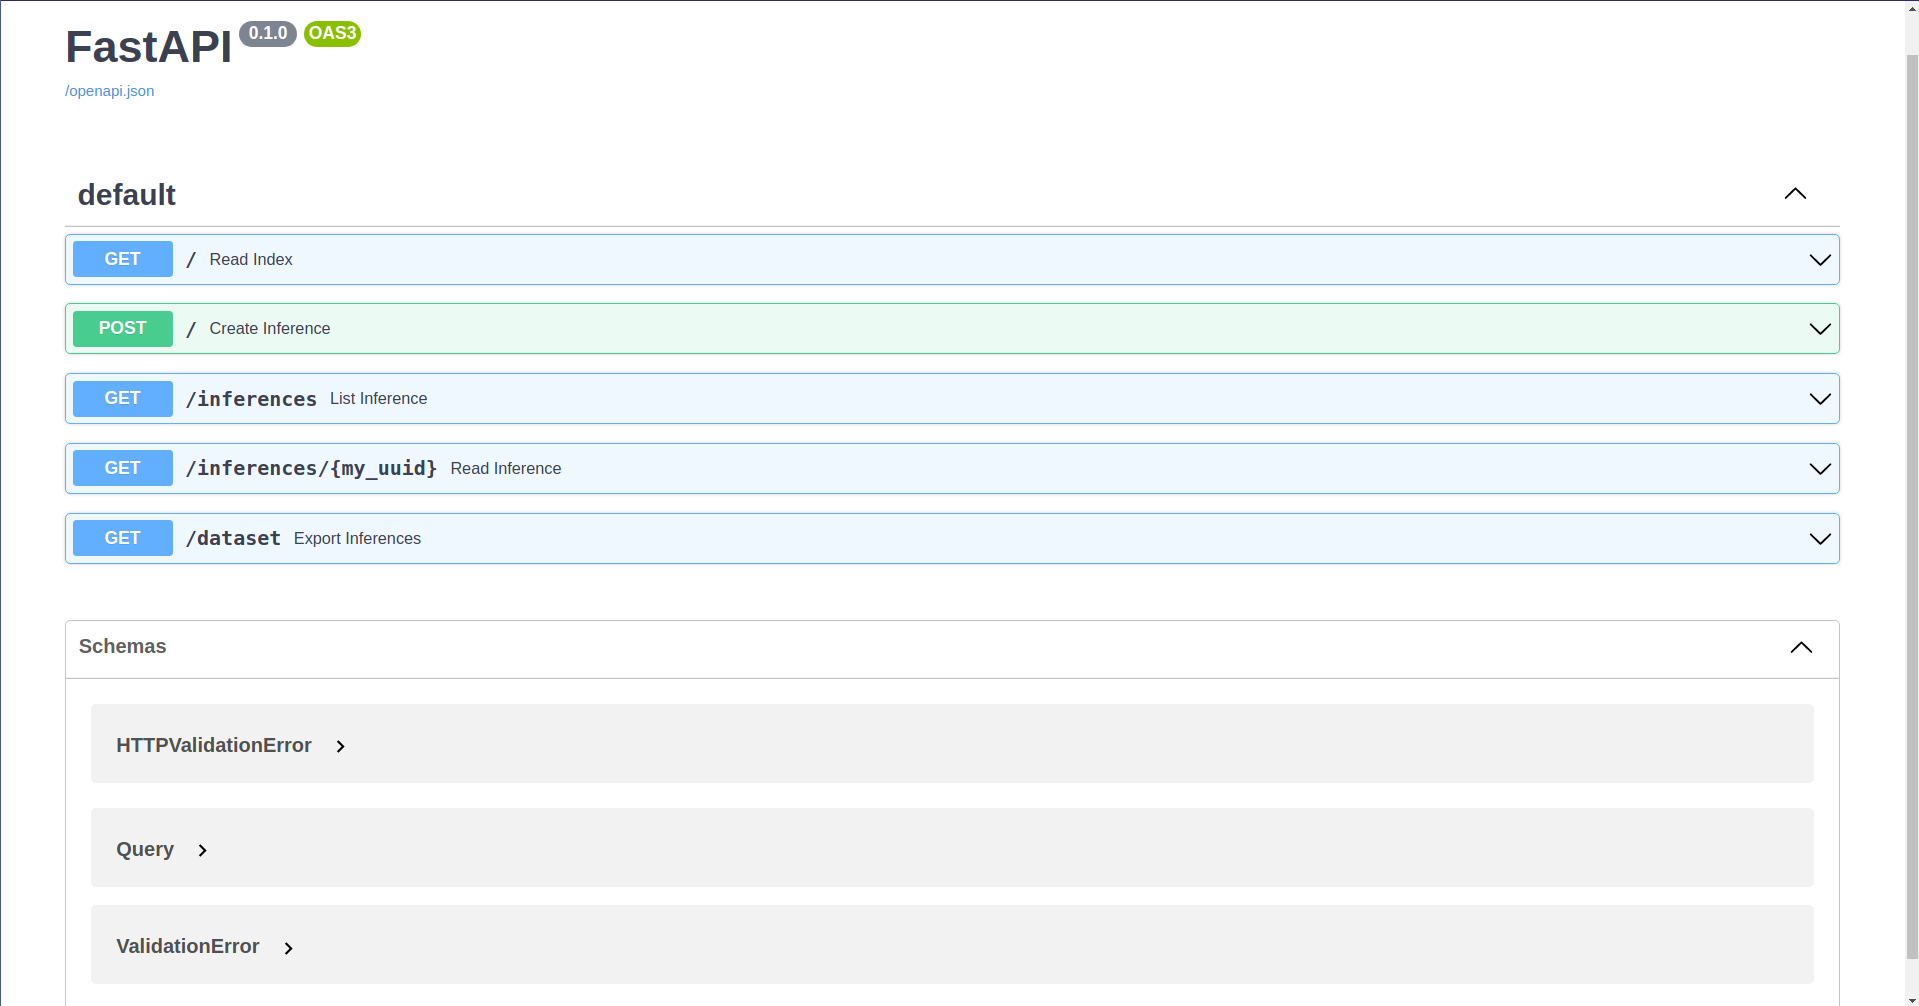 FastAPI 0.1.0 OAS3
/openapi.json
default
GET / Read Index
POST / Create Inference
GET /inferences List Inference
GET /inferences/{my_uuid} Read Inference
GET /dataset Export Inferences
Schemas
HTTPValidationError
Query
ValidationError